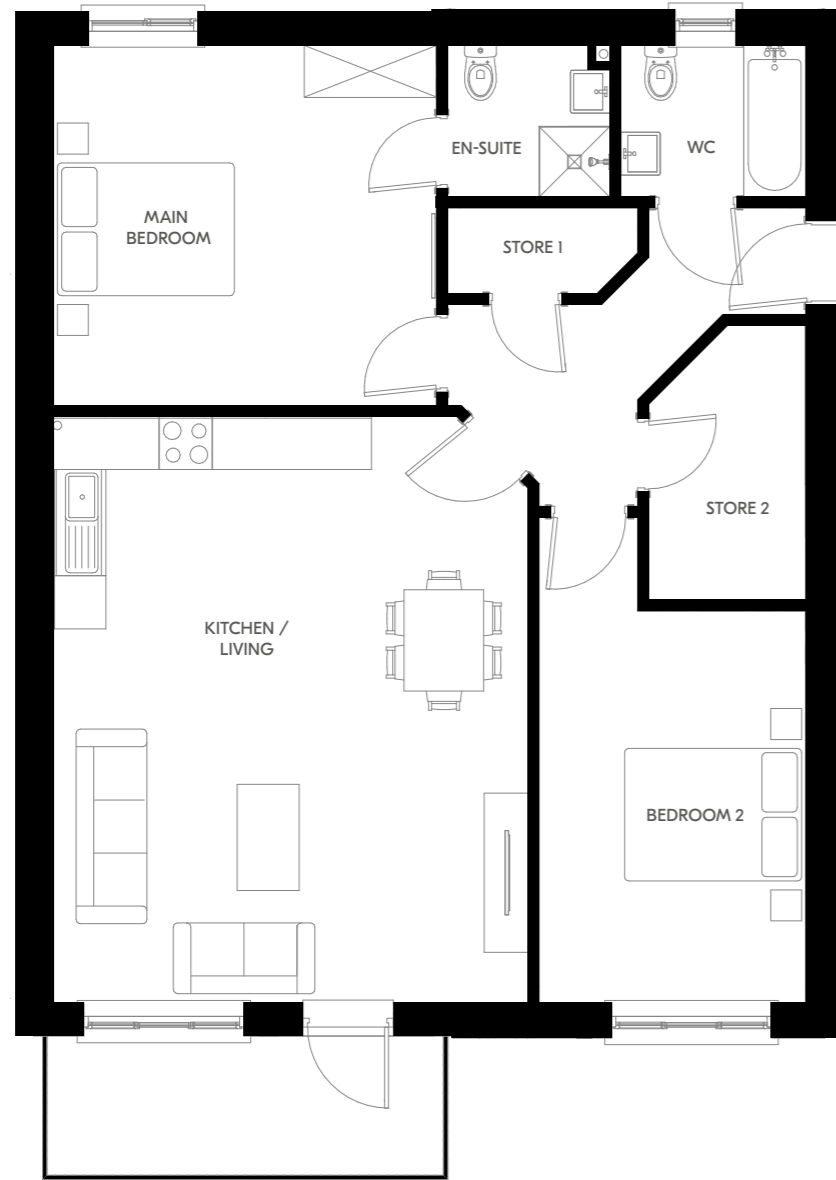 EN-SUITE
WC
MAIN
BEDROOM
STORE 1
STORE 2
KITCHEN /
LIVING
BEDROOM 2